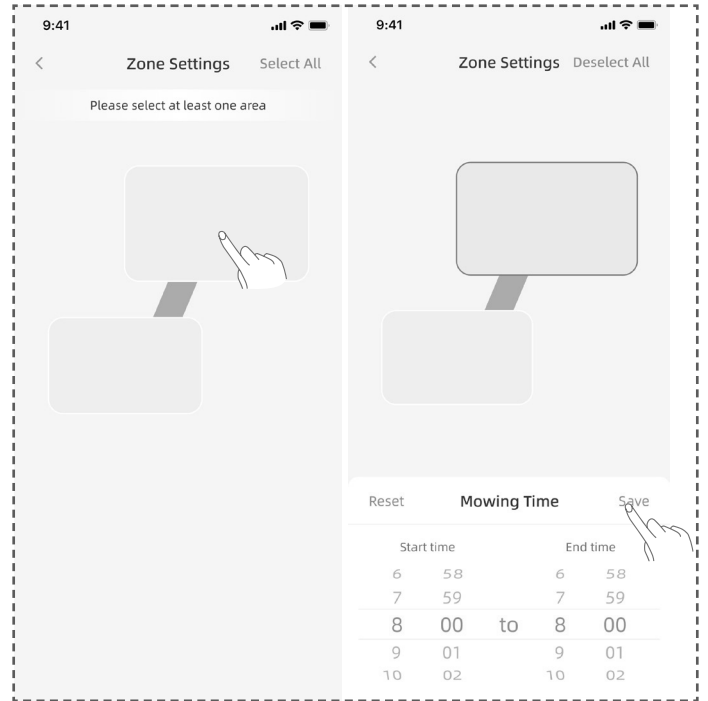 9:41
Zone Settings Select All
Please select at least one area
9:41
Zone Settings Deselect All
Reset Mowing Time Save
Start time End time
6 58 6 58
7 59 7 59
8 00 to 8 00
9 01 9 01
10 02 10 02